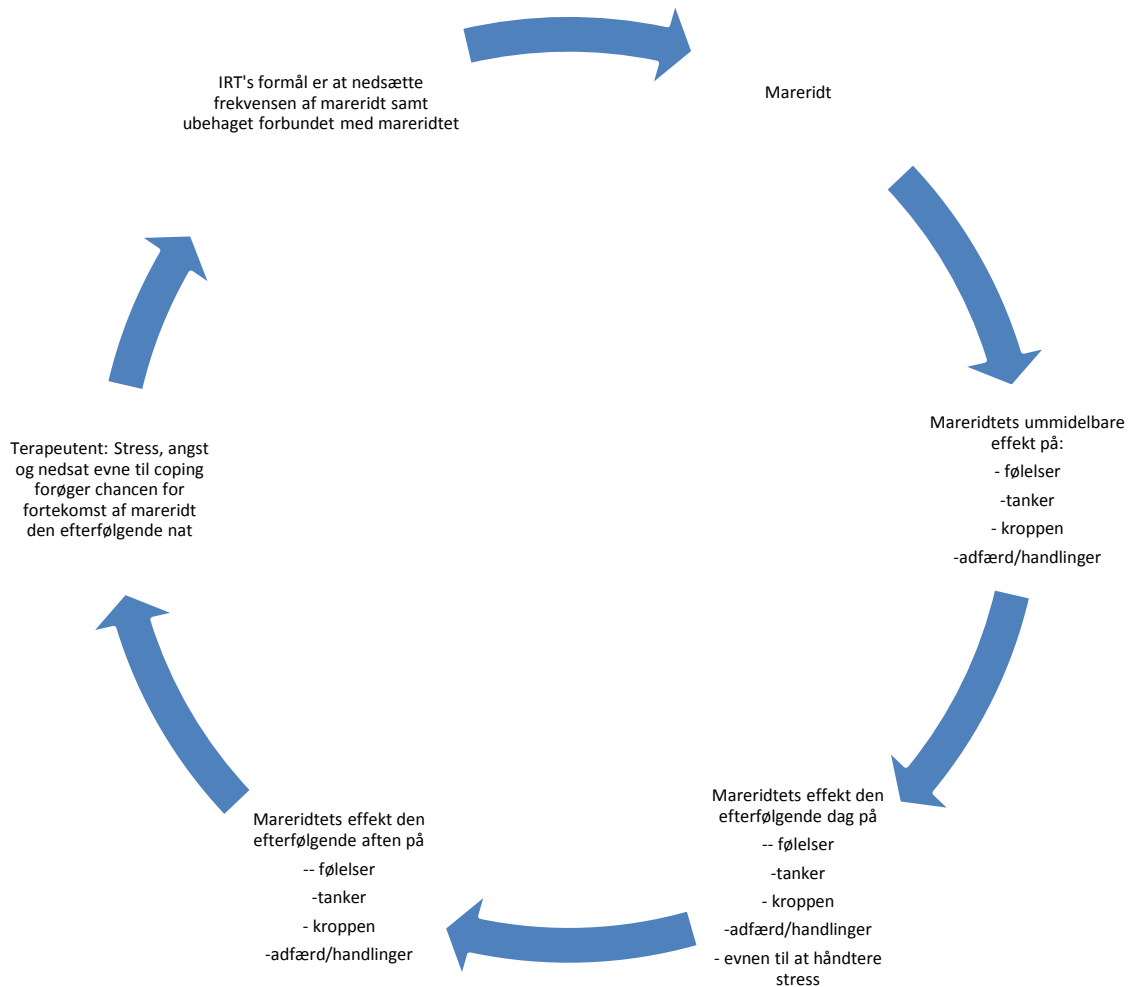 IRT's formål er at nedsætte
frekvensen af mareridt samt
ubehaget forbundet med mareridtet
Mareridt
Mareridtets ummidelbare
effekt på:
- følelser
-tanker
- kroppen
-adfærd/handlinger
Mareridtets effekt den
efterfølgende dag på
-- følelser
-tanker
- kroppen
-adfærd/handlinger
- evnen til at håndtere
stress
Mareridtets effekt den
efterfølgende aften på
-- følelser
-tanker
- kroppen
-adfærd/handlinger
Terapeutent: Stress, angst
og nedsat evne til coping
forøger chancen for
fortekomst af mareridt
den efterfølgende nat